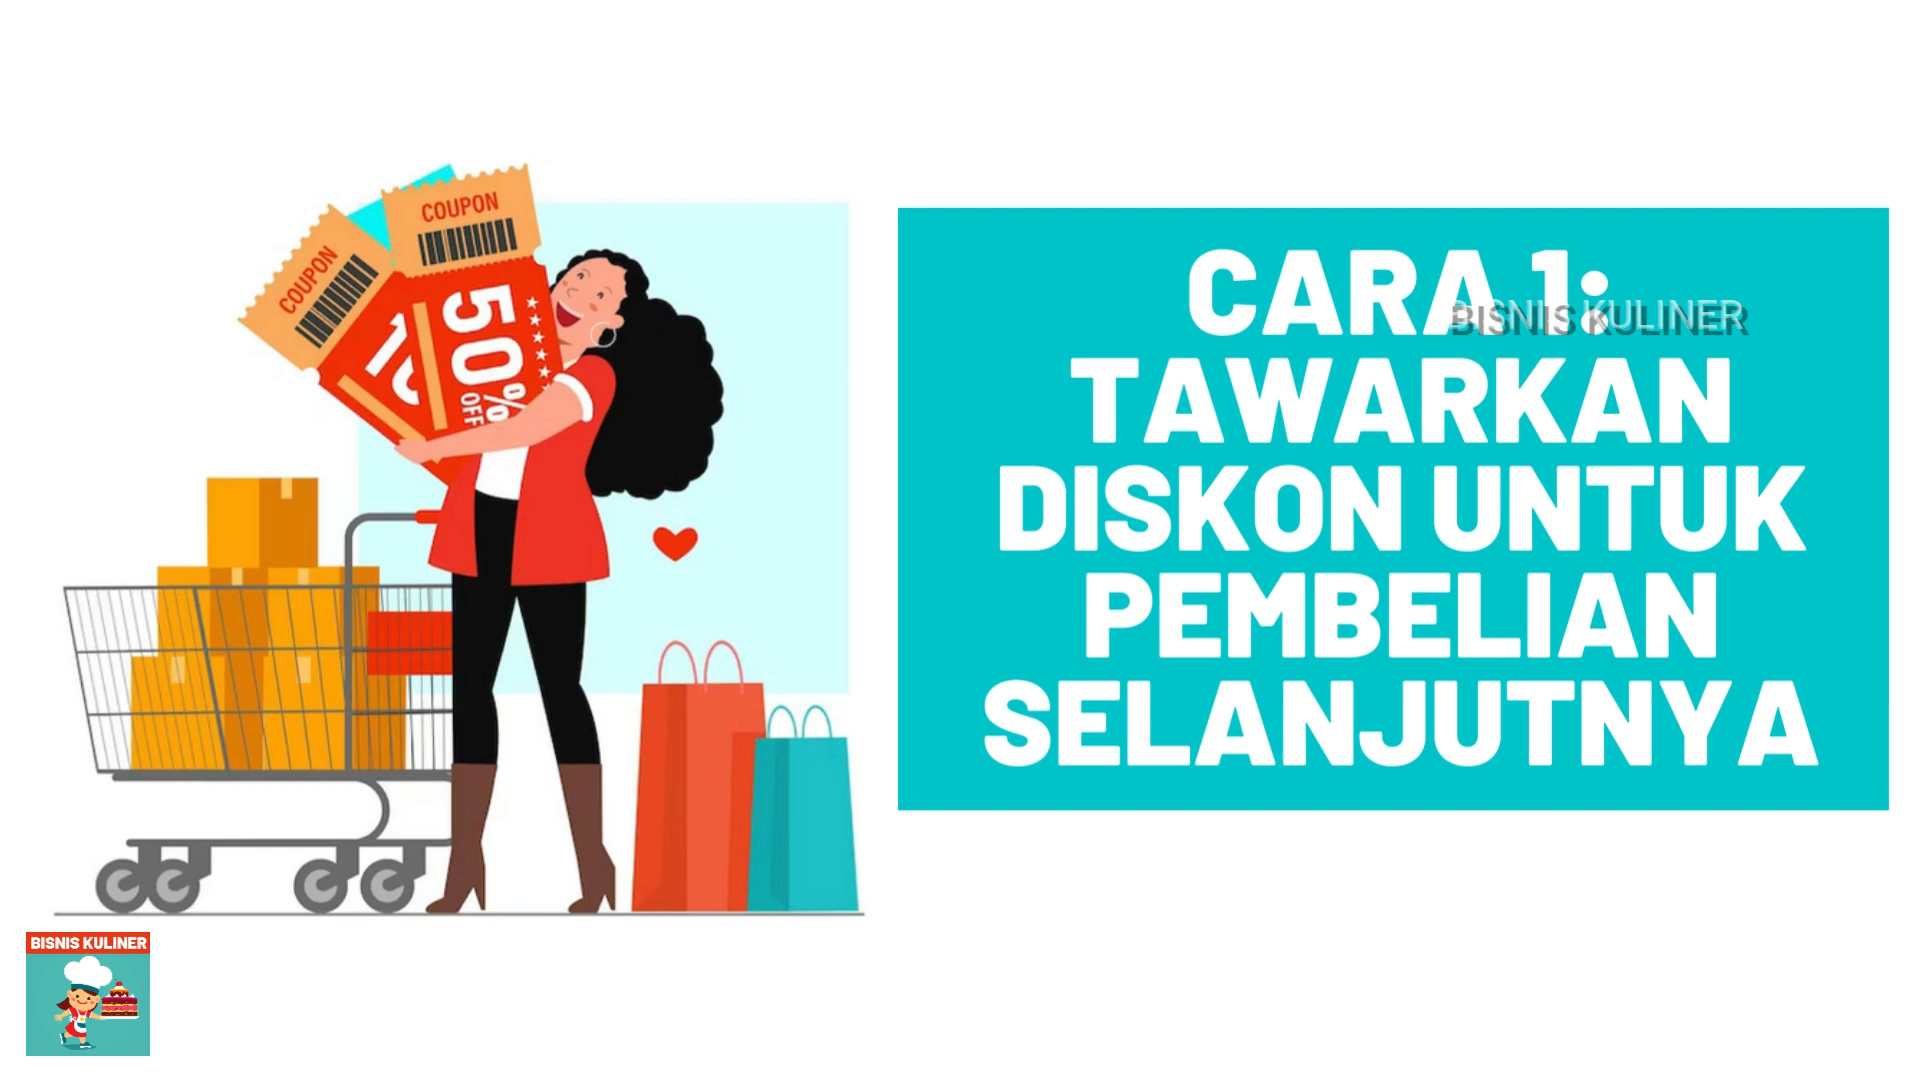 COUPON
COUPON
50%
OFF
CARA 1:
BISNIS KULINER
TAWARKAN
DISKON UNTUK
PEMBELIAN
SELANJUTNYA
BISNIS KULINER